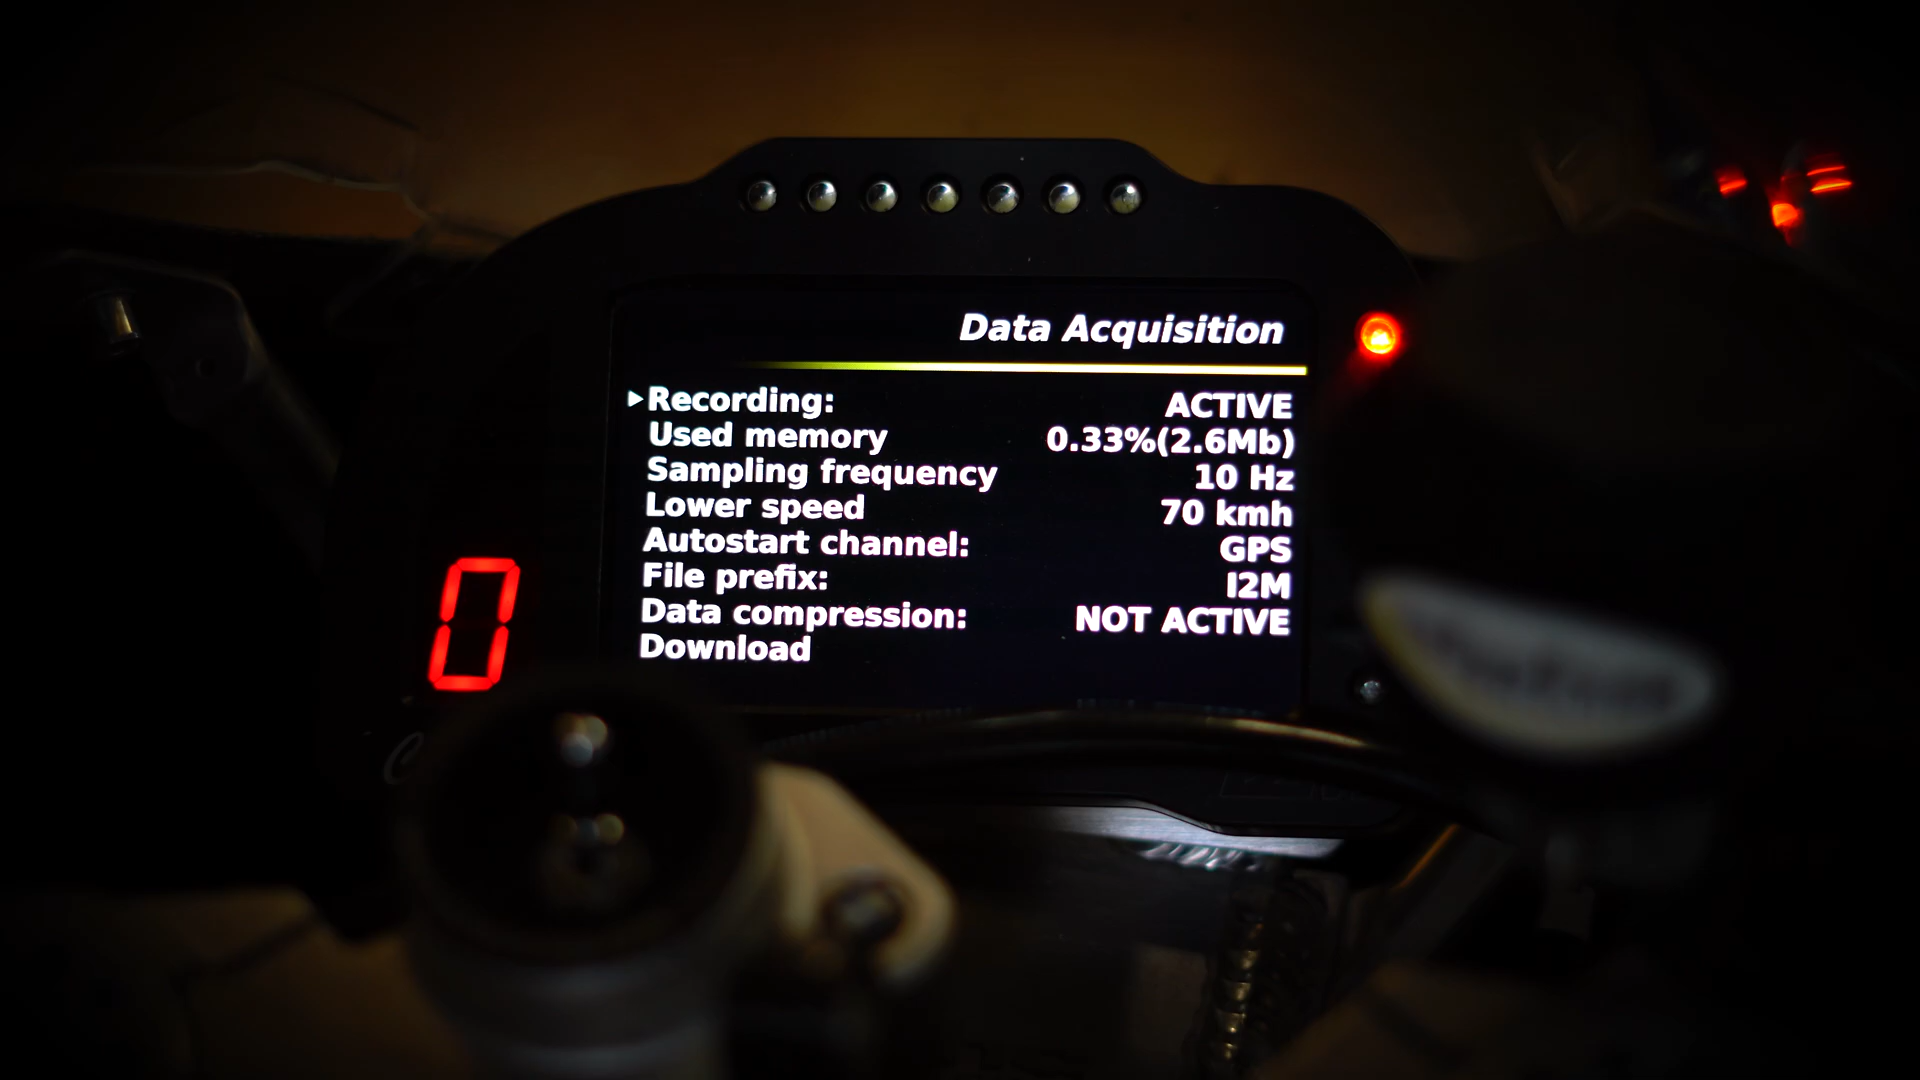 Data Acquisition
Recording: ACTIVE
Used memory 0.33%(2.6Mb)
Sampling frequency 10 Hz
Lower speed 70 kmh
Autostart channel: GPS
File prefix: I2M
Data compression: NOT ACTIVE
Download
0